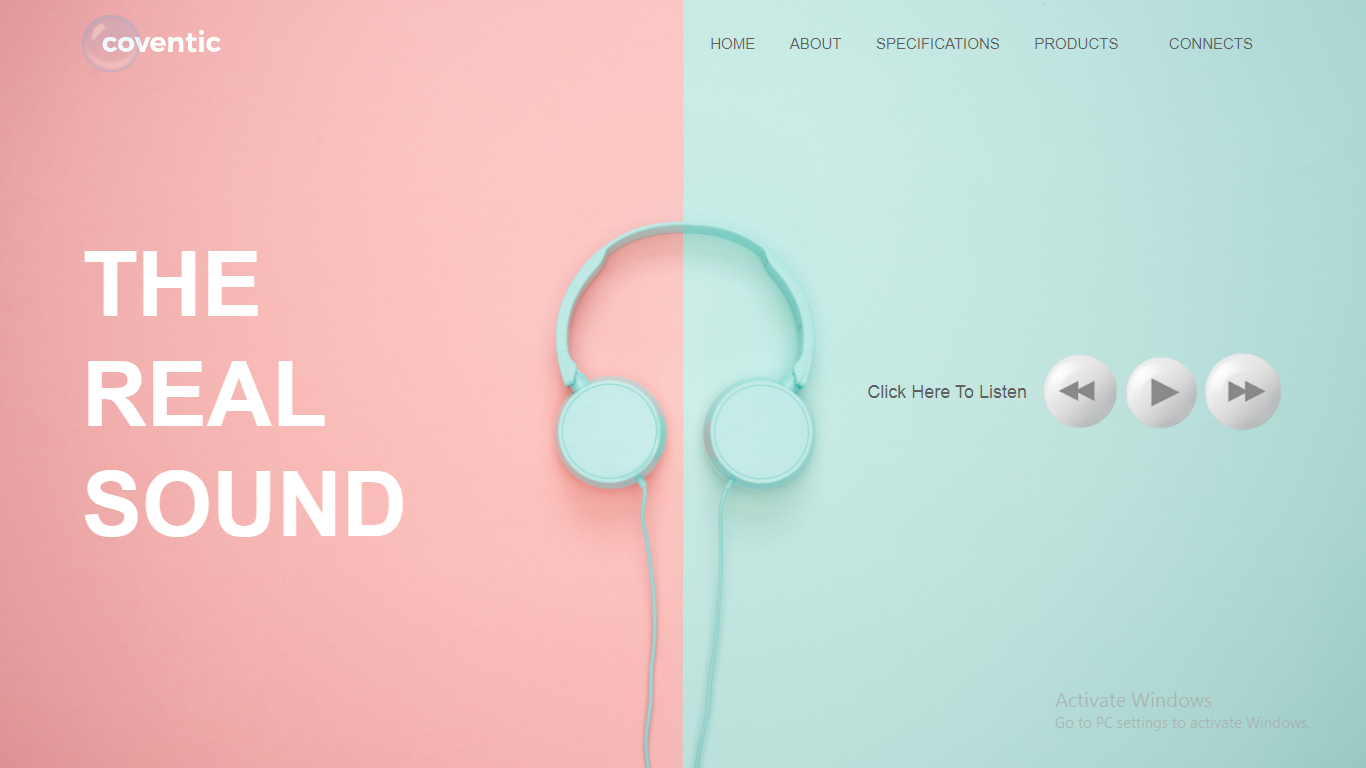 coventic
HOME ABOUT SPECIFICATIONS PRODUCTS CONNECTS
THE
REAL
SOUND
Click Here To Listen
Activate Windows
Go to PC settings to activate Windows.